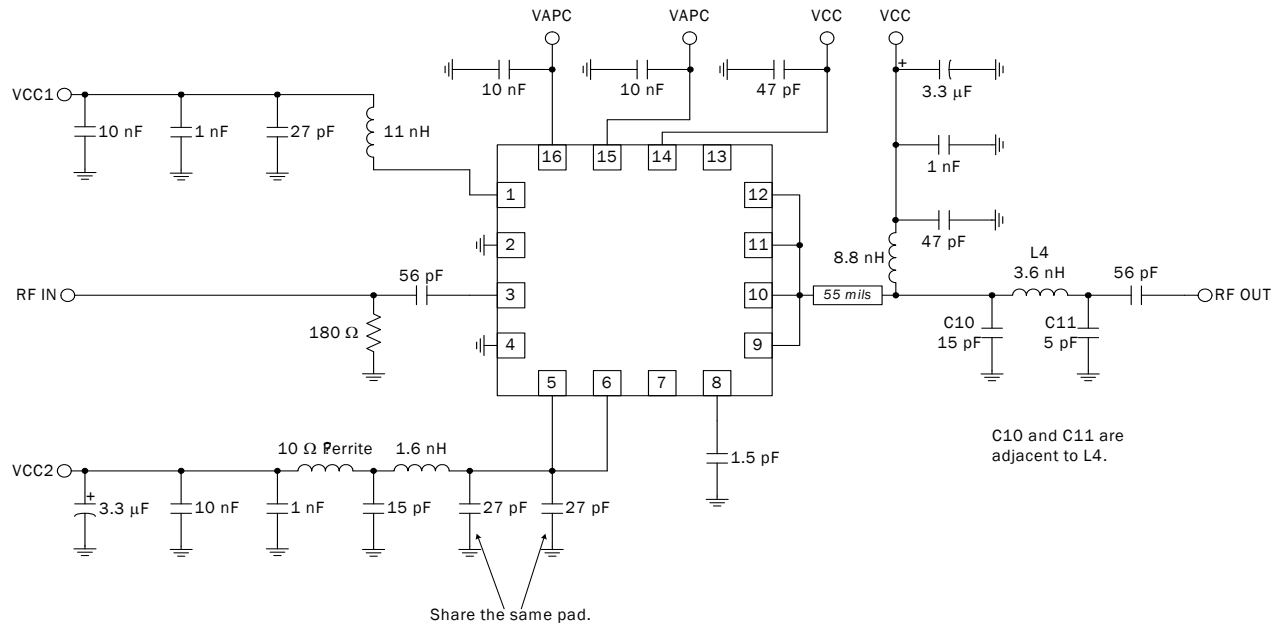 VAPC
VAPC
VCC
VCC
10 nF
10 nF
47 pF
+
3.3 μF
VCC1
10 nF
1 nF
27 pF
11 nH
16
15
14
13
1 nF
1
12
2
11
47 pF
8.8 nH
L4
3.6 nH
56 pF
56 pF
RF IN
3
10
55 mils
RF OUT
180 Ω
C10
15 pF
C11
5 pF
4
9
5
6
7
8
C10 and C11 are
adjacent to L4.
10 Ω
1.6 nH
VCC2
1.5 pF
+
3.3 μF
10 nF
1 nF
15 pF
27 pF
27 pF
Share the same pad.